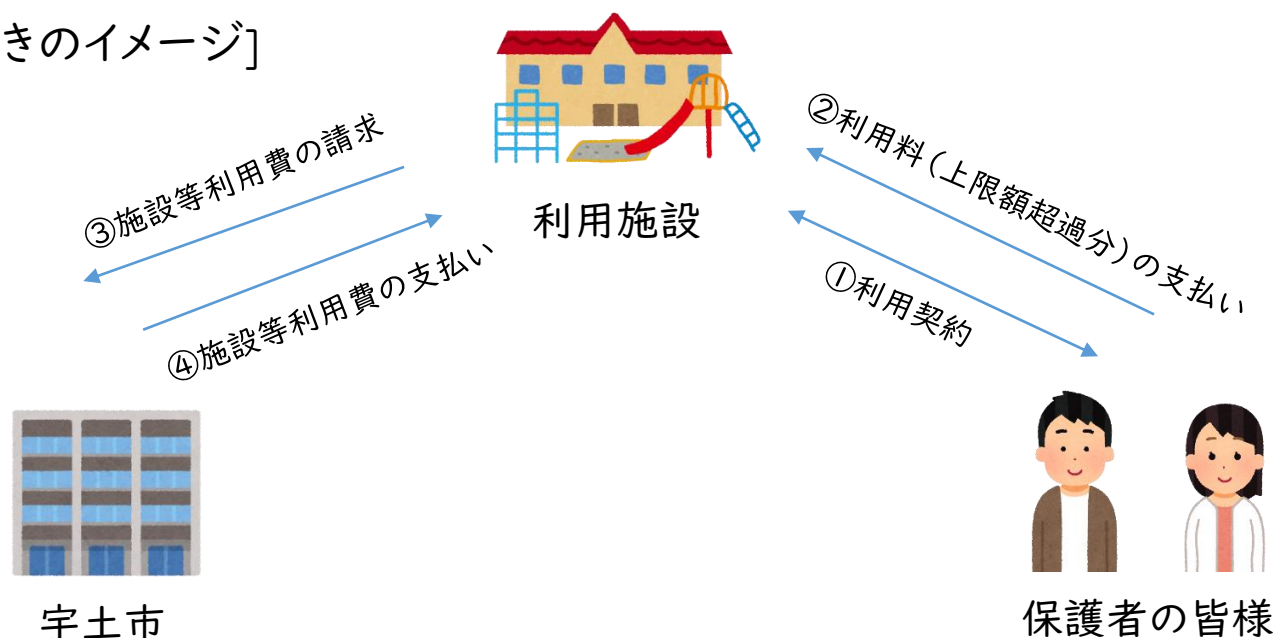 きのイメージ]
②利用料(上限額超過分)の支払い
③施設等利用費の請求
利用施設
①利用契約
④施設等利用費の支払い
宇土市
保護者の皆様